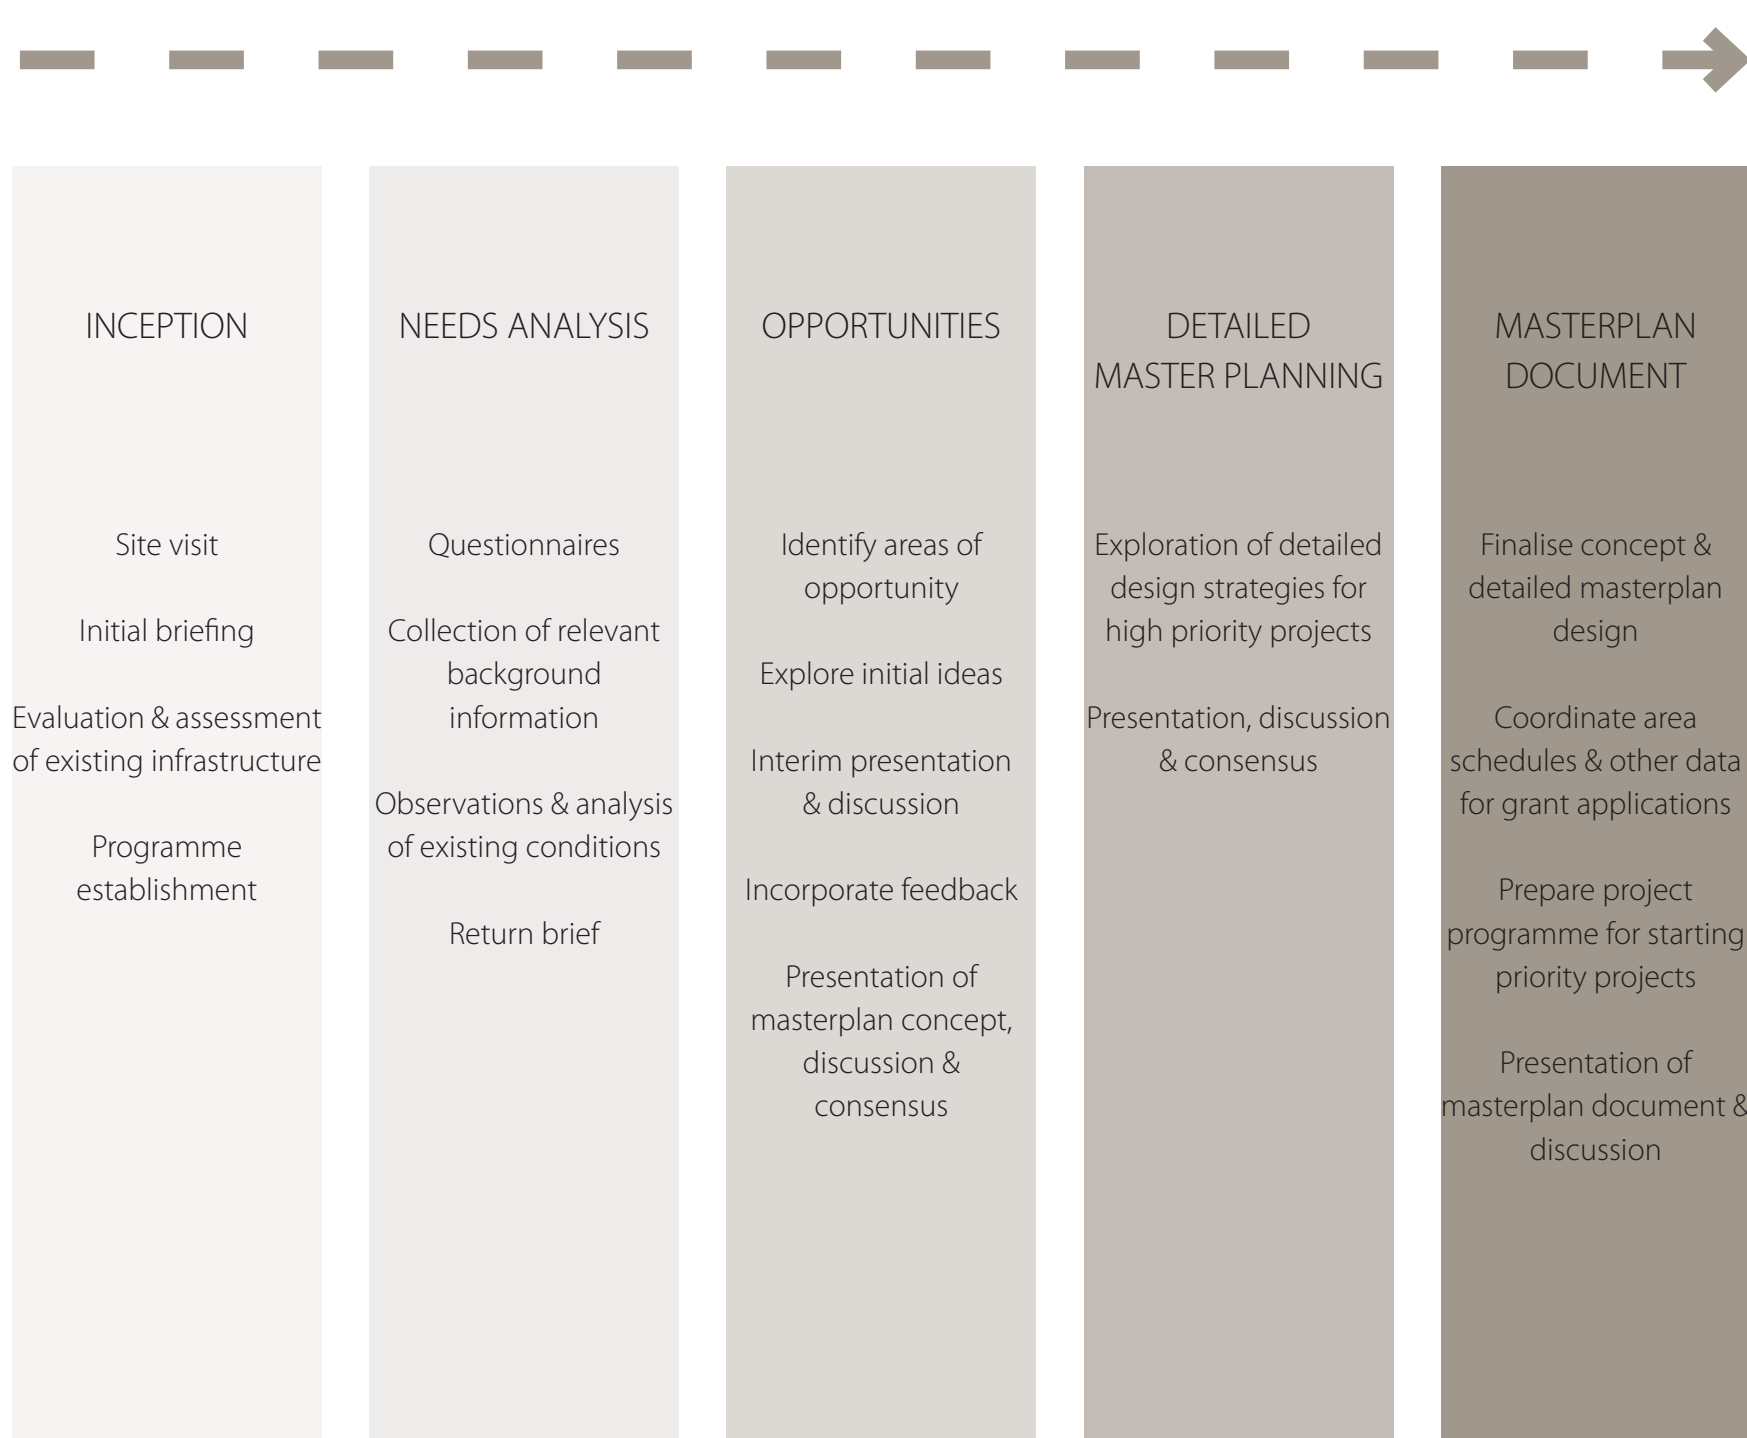 INCEPTION
Site visit
Initial briefing
Evaluation & assessment
of existing infrastructure
Programme
establishment
NEEDS ANALYSIS
Questionnaires
Collection of relevant
background
information
Observations & analysis
of existing conditions
Return brief
OPPORTUNITIES
Identify areas of
opportunity
Explore initial ideas
Interim presentation
& discussion
Incorporate feedback
Presentation of
masterplan concept,
discussion &
consensus
DETAILED
MASTER PLANNING
Exploration of detailed
design strategies for
high priority projects
Presentation, discussion
& consensus
MASTERPLAN
DOCUMENT
Finalise concept &
detailed masterplan
design
Coordinate area
schedules & other data
for grant applications
Prepare project
programme for starting
priority projects
Presentation of
masterplan document &
discussion